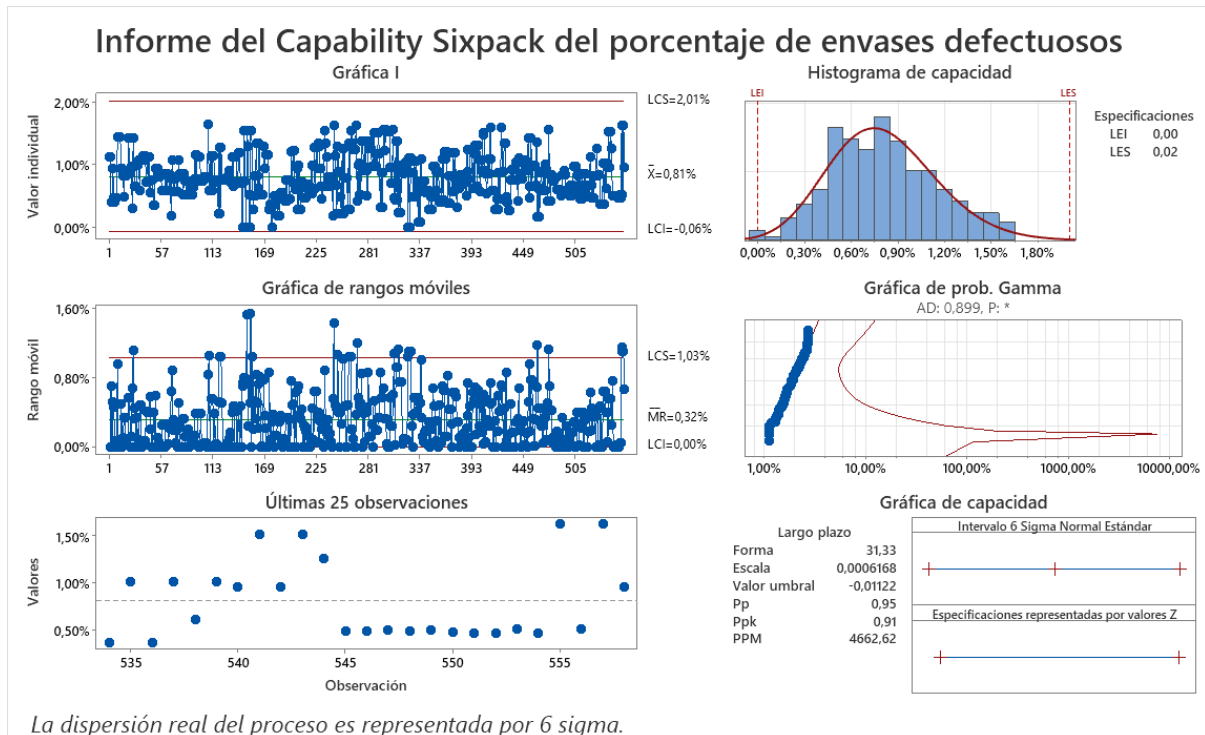 Informe del Capability Sixpack del porcentaje de envases defectuosos
Gráfica I
Valor individual
2,00%
1,00%
0,00%
1 57 113 169 225 281 337 393 449 505
LCS=2,01%
X̄=0,81%
LCI=-0,06%
Histograma de capacidad
LEI LES
0,00% 0,30% 0,60% 0,90% 1,20% 1,50% 1,80%
Especificaciones
LEI 0,00
LES 0,02
Gráfica de rangos móviles
Rango móvil
1,60%
0,80%
0,00%
1 57 113 169 225 281 337 393 449 505
LCS=1,03%
M̅R̅=0,32%
LCI=0,00%
Gráfica de prob. Gamma
AD: 0,899, P: *
1,00% 10,00% 100,00% 1000,00% 10000,00%
Últimas 25 observaciones
Valores
1,50%
1,00%
0,50%
535 540 545 550 555
Observación
Gráfica de capacidad
Largo plazo
Forma 31,33
Escala 0,0006168
Valor umbral -0,01122
Pp 0,95
Ppk 0,91
PPM 4662,62
Intervalo 6 Sigma Normal Estándar
Especificaciones representadas por valores Z
La dispersión real del proceso es representada por 6 sigma.